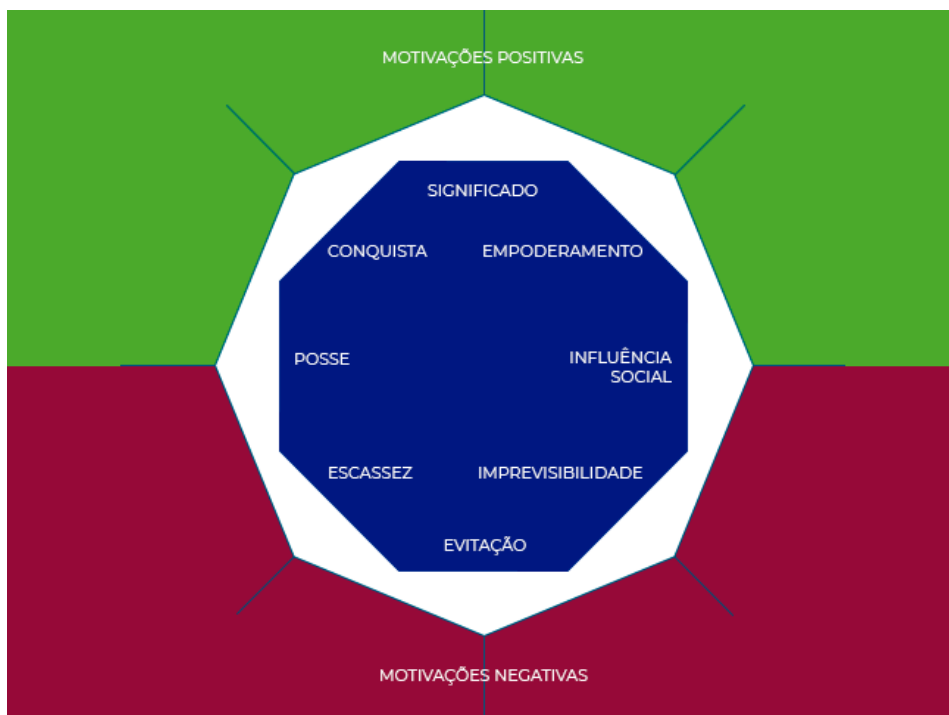 MOTIVAÇÕES POSITIVAS
SIGNIFICADO
CONQUISTA
EMPODERAMENTO
POSSE
INFLUÊNCIA
SOCIAL
ESCASSEZ
IMPREVISIBILIDADE
EVITAÇÃO
MOTIVAÇÕES NEGATIVAS